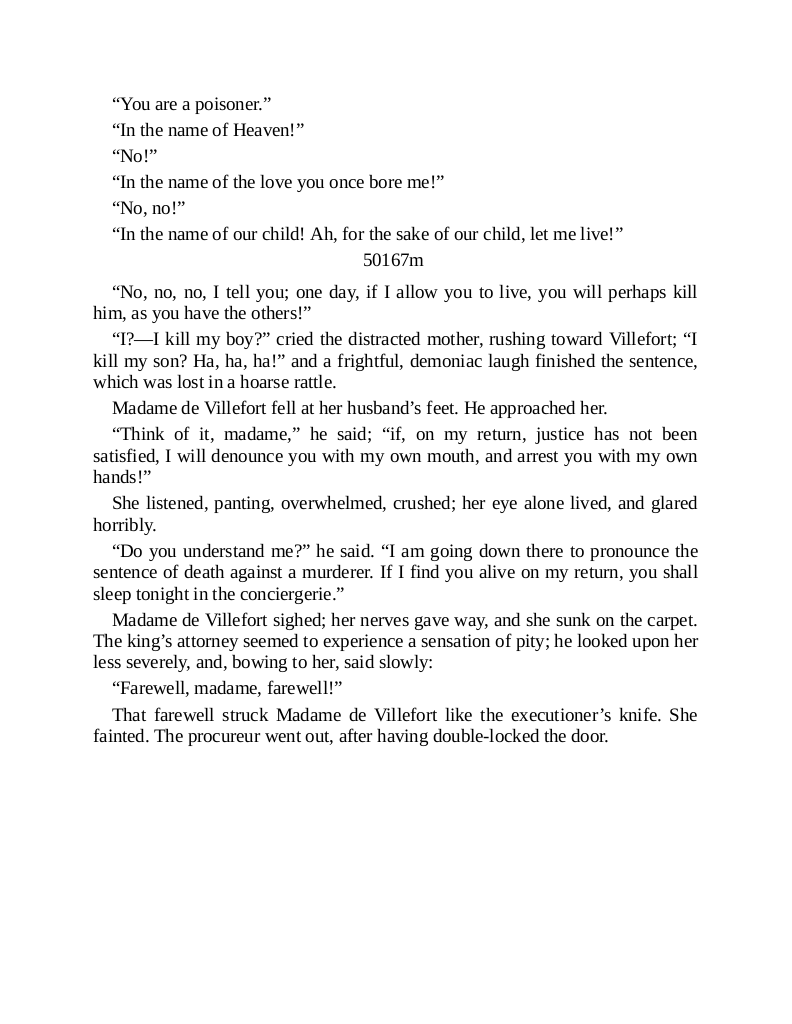 “You are a poisoner.”
“In the name of Heaven!”
“No!”
“In the name of the love you once bore me!”
“No, no!”
“In the name of our child! Ah, for the sake of our child, let me live!”
50167m
“No, no, no, I tell you; one day, if I allow you to live, you will perhaps kill
him, as you have the others!”
“I?—I kill my boy?” cried the distracted mother, rushing toward Villefort; “I
kill my son? Ha, ha, ha!” and a frightful, demoniac laugh finished the sentence,
which was lost in a hoarse rattle.
Madame de Villefort fell at her husband’s feet. He approached her.
“Think of it, madame,” he said; “if, on my return, justice has not been
satisfied, I will denounce you with my own mouth, and arrest you with my own
hands!”
She listened, panting, overwhelmed, crushed; her eye alone lived, and glared
horribly.
“Do you understand me?” he said. “I am going down there to pronounce the
sentence of death against a murderer. If I find you alive on my return, you shall
sleep tonight in the conciergerie.”
Madame de Villefort sighed; her nerves gave way, and she sunk on the carpet.
The king’s attorney seemed to experience a sensation of pity; he looked upon her
less severely, and, bowing to her, said slowly:
“Farewell, madame, farewell!”
That farewell struck Madame de Villefort like the executioner’s knife. She
fainted. The procureur went out, after having double-locked the door.